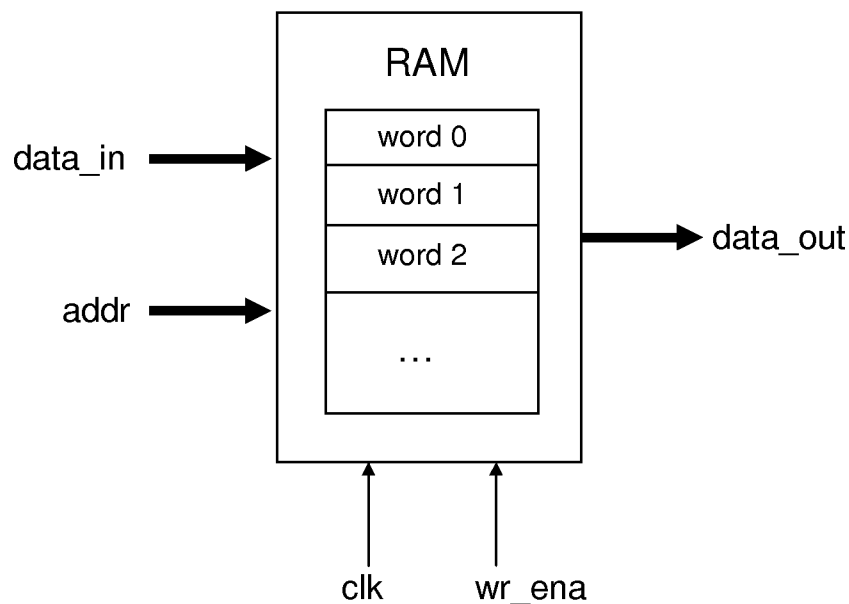 RAM
word 0
data_in
word 1
data_out
word 2
addr
...
clk
wr_ena